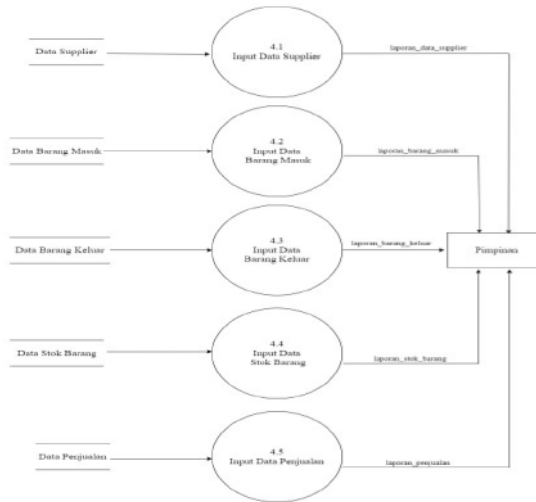 4.1
Data Supplier
Input Data Supplier
laporan_data_supplier
4.2
Input Data
Barang Masuk
Data Barang Masuk
laporan_barang_masuk
4.3
Input Data
Barang Keluar
Data Barang Keluar
laporan_barang_keluar
Pimpinan
4.4
Input Data
Stok Barang
Data Stok Barang
laporan_stok_barang
4.5
Input Data Penjualan
Data Penjualan
laporan_penjualan